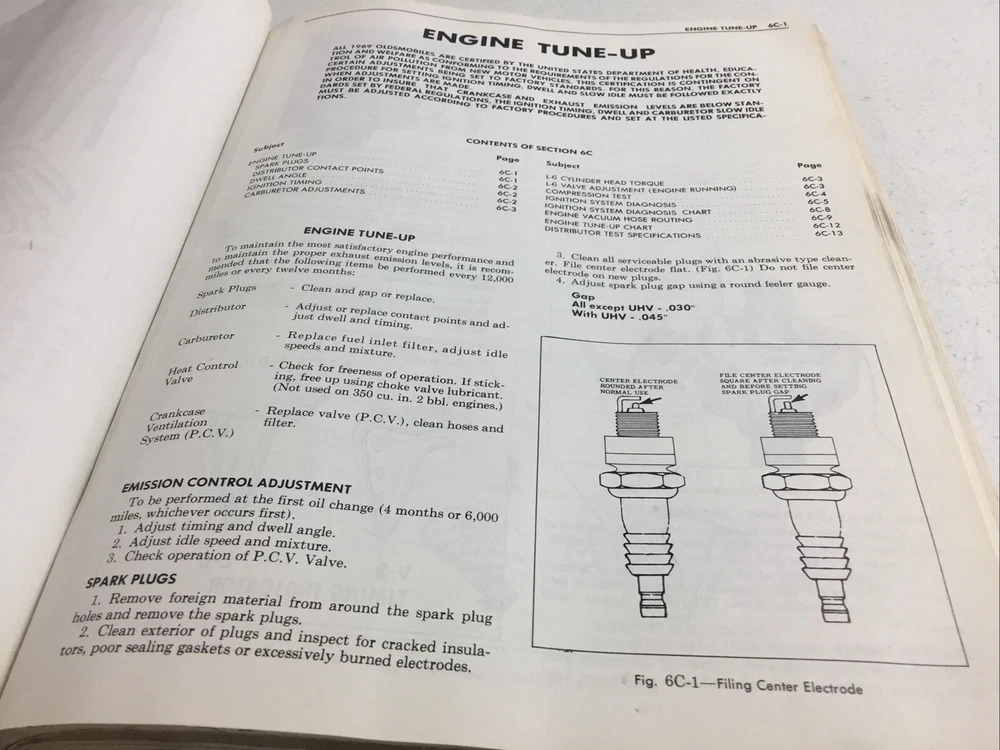 ENGINE TUNE-UP 6C-1
ENGINE TUNE-UP
ALL 1969 OLDSMOBILES ARE CERTIFIED BY THE UNITED STATES DEPARTMENT OF HEALTH, EDUCA-
TION AND WELFARE AS CONFORMING TO THE REQUIREMENTS OF THE REGULATIONS FOR THE CON-
TROL OF AIR POLLUTION FROM NEW MOTOR VEHICLES. THIS CERTIFICATION IS CONTINGENT ON
CERTAIN ADJUSTMENTS BEING SET TO FACTORY STANDARDS. FOR THIS REASON, THE FACTORY
PROCEDURE FOR SETTING IGNITION TIMING, DWELL AND SLOW IDLE MUST BE FOLLOWED EXACTLY
WHEN ADJUSTMENTS ARE MADE.
IN ORDER TO INSURE THAT CRANKCASE AND EXHAUST EMISSION LEVELS ARE BELOW STAN-
DARDS SET BY FEDERAL REGULATIONS, THE IGNITION TIMING, DWELL AND CARBURETOR SLOW IDLE
MUST BE ADJUSTED ACCORDING TO FACTORY PROCEDURES AND SET AT THE LISTED SPECIFICA-
TIONS.
CONTENTS OF SECTION 6C
Subject Page
ENGINE TUNE-UP
SPARK PLUGS 6C-1
DISTRIBUTOR CONTACT POINTS 6C-1
DWELL ANGLE 6C-2
IGNITION TIMING 6C-2
CARBURETOR ADJUSTMENTS 6C-2
6C-3
Subject Page
L-6 CYLINDER HEAD TORQUE 6C-3
L-6 VALVE ADJUSTMENT (ENGINE RUNNING) 6C-3
COMPRESSION TEST 6C-4
IGNITION SYSTEM DIAGNOSIS 6C-5
IGNITION SYSTEM DIAGNOSIS CHART 6C-8
ENGINE VACUUM HOSE ROUTING 6C-9
ENGINE TUNE-UP CHART 6C-12
DISTRIBUTOR TEST SPECIFICATIONS 6C-13
ENGINE TUNE-UP
To maintain the most satisfactory engine performance and
to maintain the proper exhaust emission levels, it is recom-
mended that the following items be performed every 12,000
miles or every twelve months:
Spark Plugs - Clean and gap or replace.
Distributor - Adjust or replace contact points and ad-
just dwell and timing.
Carburetor - Replace fuel inlet filter, adjust idle
speeds and mixture.
Heat Control - Check for freeness of operation. If stick-
Valve ing, free up using choke valve lubricant.
(Not used on 350 cu. in. 2 bbl. engines.)
Crankcase - Replace valve (P.C.V.), clean hoses and
Ventilation filter.
System (P.C.V.)
EMISSION CONTROL ADJUSTMENT
To be performed at the first oil change (4 months or 6,000
miles, whichever occurs first).
1. Adjust timing and dwell angle.
2. Adjust idle speed and mixture.
3. Check operation of P.C.V. Valve.
SPARK PLUGS
1. Remove foreign material from around the spark plug
holes and remove the spark plugs.
2. Clean exterior of plugs and inspect for cracked insula-
tors, poor sealing gaskets or excessively burned electrodes.
3. Clean all serviceable plugs with an abrasive type clean-
er. File center electrode flat. (Fig. 6C-1) Do not file center
electrode on new plugs.
4. Adjust spark plug gap using a round feeler gauge.
Gap
All except UHV - .030"
With UHV - .045"
CENTER ELECTRODE
ROUNDED AFTER
NORMAL USE
FILE CENTER ELECTRODE
SQUARE AFTER CLEANING
AND BEFORE SETTING
SPARK PLUG GAP
Fig. 6C-1—Filing Center Electrode